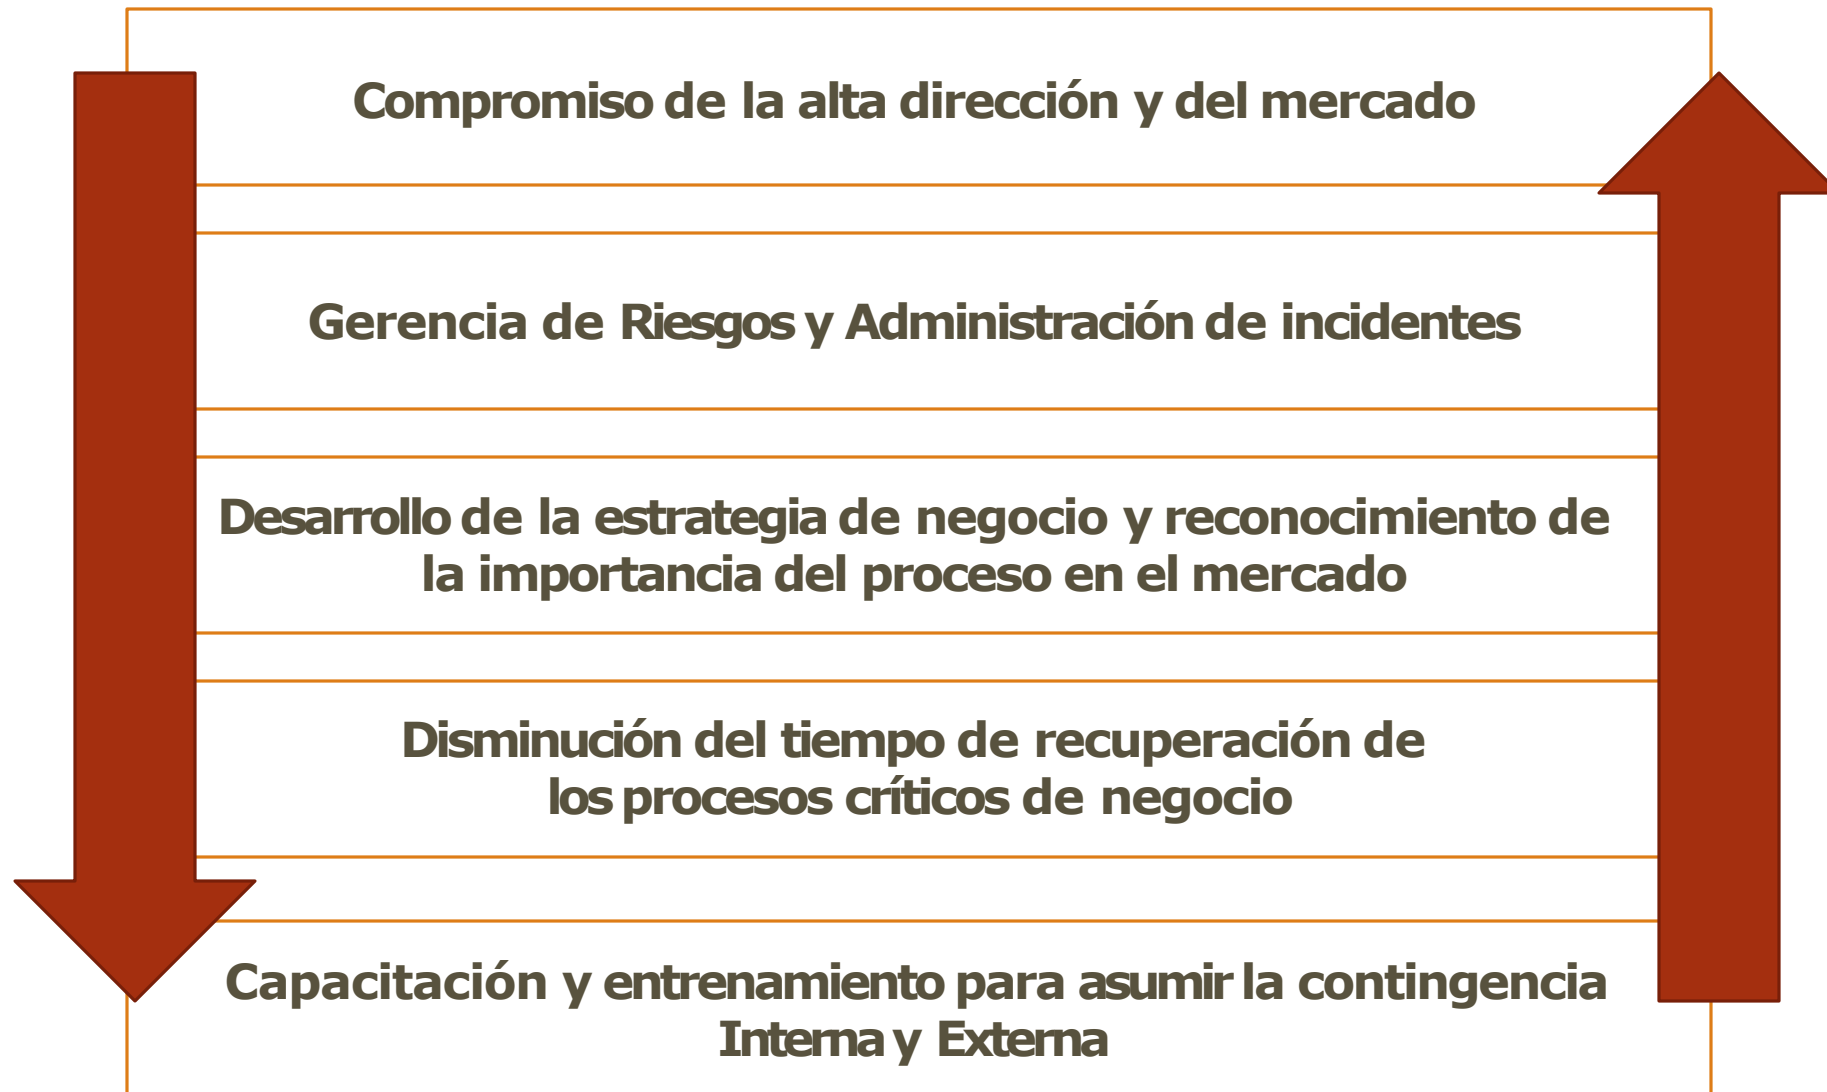 Compromiso de la alta dirección y del mercado
Gerencia de Riesgos y Administración de incidentes
Desarrollo de la estrategia de negocio y reconocimiento de
la importancia del proceso en el mercado
Disminución del tiempo de recuperación de
los procesos críticos de negocio
Capacitación y entrenamiento para asumir la contingencia
Interna y Externa